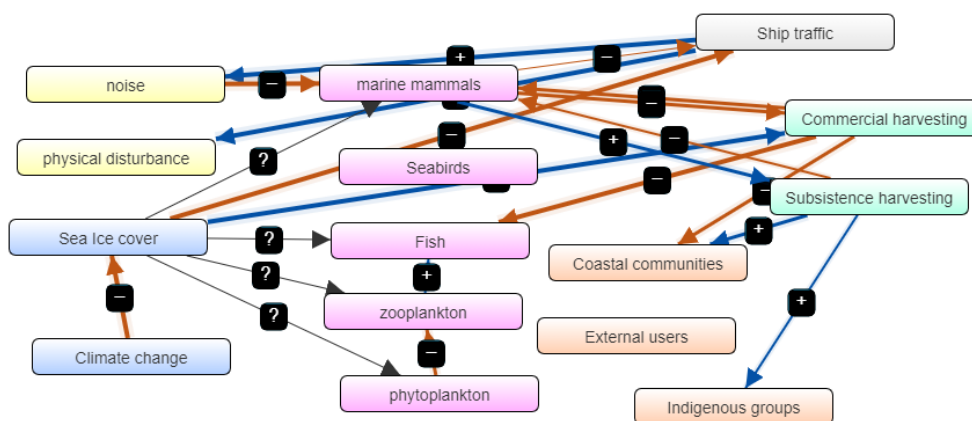 Ship traffic
+
−
noise
−
marine mammals
−
Commercial harvesting
physical disturbance
?
−
+
−
Seabirds
−
−
Subsistence harvesting
Sea Ice cover
?
Fish
+
Coastal communities
?
+
−
zooplankton
+
?
External users
Climate change
−
phytoplankton
Indigenous groups